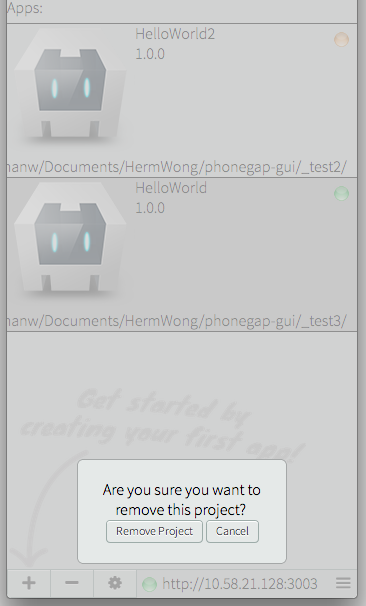 Apps:
HelloWorld2
1.0.0
nanw/Documents/HermWong/phonegap-gui/_test2/
HelloWorld
1.0.0
nanw/Documents/HermWong/phonegap-gui/_test3/
Get started by
creating your first app!
Are you sure you want to
remove this project?
Remove Project Cancel
http://10.58.21.128:3003